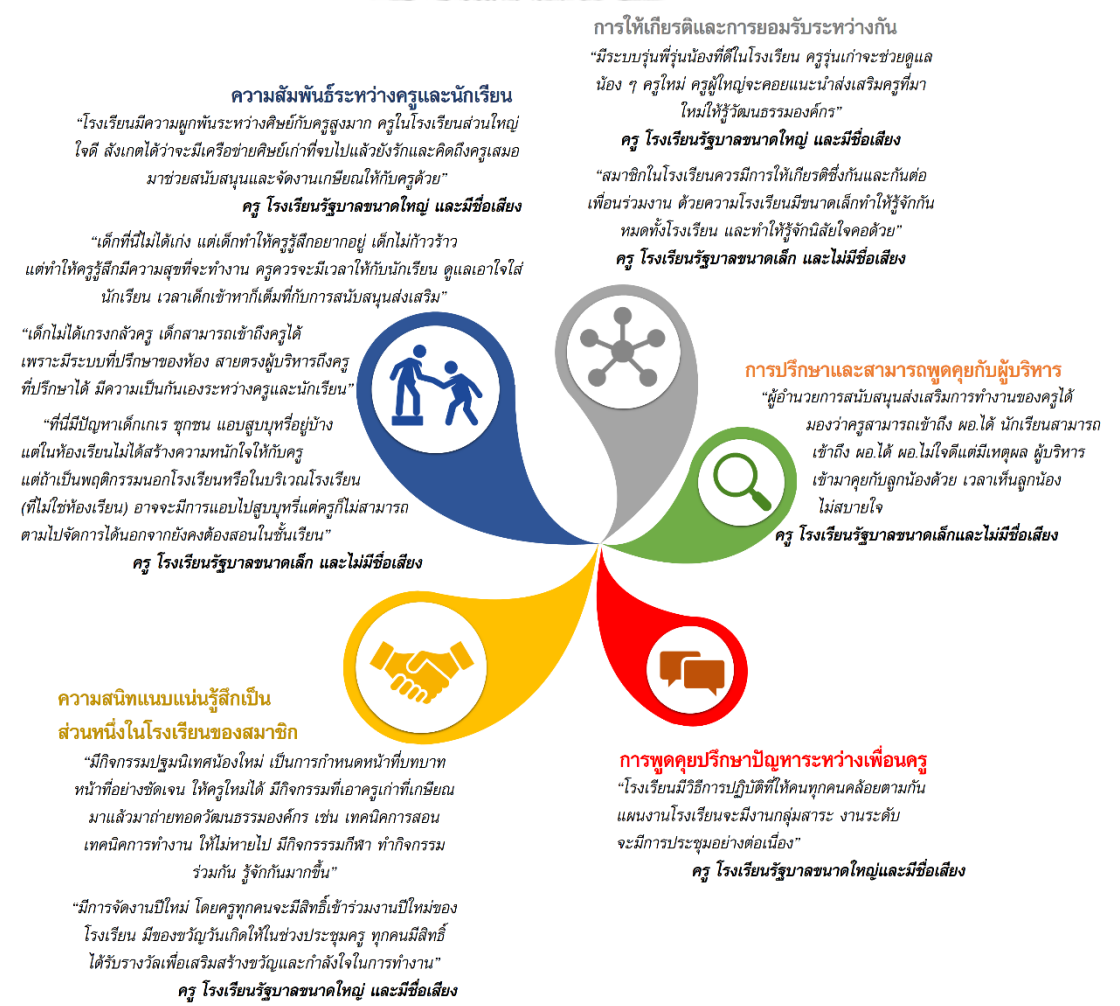 การให้เกียรติและการยอมรับระหว่างกัน
“มีระบบรุ่นพี่รุ่นน้องที่ดีในโรงเรียน ครูรุ่นเก่าจะช่วยดูแล
น้อง ๆ ครูใหม่ ครูผู้ใหญ่จะคอยแนะนำส่งเสริมครูที่มา
ใหม่ให้รู้วัฒนธรรมองค์กร”
ครู โรงเรียนรัฐบาลขนาดใหญ่ และมีชื่อเสียง
“สมาชิกในโรงเรียนควรมีการให้เกียรติซึ่งกันและกันต่อ
เพื่อนร่วมงาน ด้วยความโรงเรียนมีขนาดเล็กทำให้รู้จักกัน
หมดทั้งโรงเรียน และทำให้รู้จักนิสัยใจคอด้วย”
ครู โรงเรียนรัฐบาลขนาดเล็ก และไม่มีชื่อเสียง
ความสัมพันธ์ระหว่างครูและนักเรียน
“โรงเรียนมีความผูกพันระหว่างศิษย์กับครูสูงมาก ครูในโรงเรียนส่วนใหญ่
ใจดี สังเกตได้ว่าจะมีเครือข่ายศิษย์เก่าที่จบไปแล้วยังรักและคิดถึงครูเสมอ
มาช่วยสนับสนุนและจัดงานเกษียณให้กับครูด้วย”
ครู โรงเรียนรัฐบาลขนาดใหญ่ และมีชื่อเสียง
“เด็กที่นี่ไม่ได้เก่ง แต่เด็กทำให้ครูรู้สึกอยากอยู่ เด็กไม่ก้าวร้าว
แต่ทำให้ครูรู้สึกมีความสุขที่จะทำงาน ครูควรจะมีเวลาให้กับนักเรียน ดูแลเอาใจใส่
นักเรียน เวลาเด็กเข้าหาก็เต็มที่กับการสนับสนุนส่งเสริม”
“เด็กไม่ได้เกรงกลัวครู เด็กสามารถเข้าถึงครูได้
เพราะมีระบบที่ปรึกษาของห้อง สายตรงผู้บริหารถึงครู
ที่ปรึกษาได้ มีความเป็นกันเองระหว่างครูและนักเรียน”
“ที่นี่มีปัญหาเด็กเกเร ซุกซน แอบสูบบุหรี่อยู่บ้าง
แต่ในห้องเรียนไม่ได้สร้างความหนักใจให้กับครู
แต่ถ้าเป็นพฤติกรรมนอกโรงเรียนหรือในบริเวณโรงเรียน
(ที่ไม่ใช่ห้องเรียน) อาจจะมีการแอบไปสูบบุหรี่แต่ครูก็ไม่สามารถ
ตามไปจัดการได้นอกจากยังคงต้องสอนในชั้นเรียน”
ครู โรงเรียนรัฐบาลขนาดเล็ก และไม่มีชื่อเสียง
การปรึกษาและสามารถพูดคุยกับผู้บริหาร
“ผู้อำนวยการสนับสนุนส่งเสริมการทำงานของครูได้
มองว่าครูสามารถเข้าถึง ผอ.ได้ นักเรียนสามารถ
เข้าถึง ผอ.ได้ ผอ.ไม่ใจดีแต่มีเหตุผล ผู้บริหาร
เข้ามาคุยกับลูกน้องด้วย เวลาเห็นลูกน้อง
ไม่สบายใจ
ครู โรงเรียนรัฐบาลขนาดเล็กและไม่มีชื่อเสียง
ความสนิทแนบแน่นรู้สึกเป็น
ส่วนหนึ่งในโรงเรียนของสมาชิก
“มีกิจกรรมปฐมนิเทศน้องใหม่ เป็นการกำหนดหน้าที่บทบาท
หน้าที่อย่างชัดเจน ให้ครูใหม่ได้ มีกิจกรรมที่เอาครูเก่าที่เกษียณ
มาแล้วมาถ่ายทอดวัฒนธรรมองค์กร เช่น เทคนิคการสอน
เทคนิคการทำงาน ให้ไม่หายไป มีกิจกรรรมกีฬา ทำกิจกรรม
ร่วมกัน รู้จักกันมากขึ้น”
“มีการจัดงานปีใหม่ โดยครูทุกคนจะมีสิทธิ์เข้าร่วมงานปีใหม่ของ
โรงเรียน มีของขวัญวันเกิดให้ในช่วงประชุมครู ทุกคนมีสิทธิ์
ได้รับรางวัลเพื่อเสริมสร้างขวัญและกำลังใจในการทำงาน”
ครู โรงเรียนรัฐบาลขนาดใหญ่ และมีชื่อเสียง
การพูดคุยปรึกษาปัญหาระหว่างเพื่อนครู
“โรงเรียนมีวิธีการปฏิบัติที่ให้คนทุกคนคล้อยตามกัน
แผนงานโรงเรียนจะมีงานกลุ่มสาระ งานระดับ
จะมีการประชุมอย่างต่อเนื่อง”
ครู โรงเรียนรัฐบาลขนาดใหญ่และมีชื่อเสียง